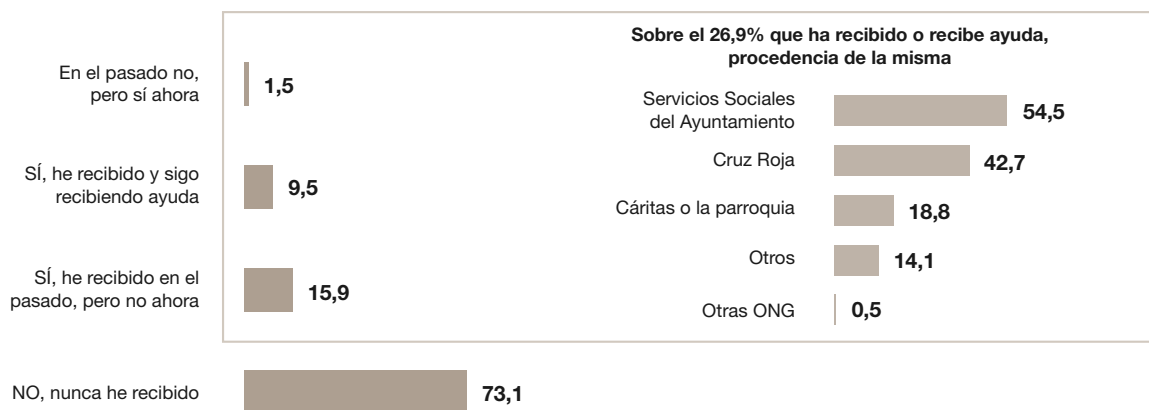 En el pasado no,
pero sí ahora
1,5
SÍ, he recibido y sigo
recibiendo ayuda
9,5
SÍ, he recibido en el
pasado, pero no ahora
15,9
NO, nunca he recibido
73,1
Sobre el 26,9% que ha recibido o recibe ayuda,
procedencia de la misma
Servicios Sociales
del Ayuntamiento
54,5
Cruz Roja
42,7
Cáritas o la parroquia
18,8
Otros
14,1
Otras ONG
0,5